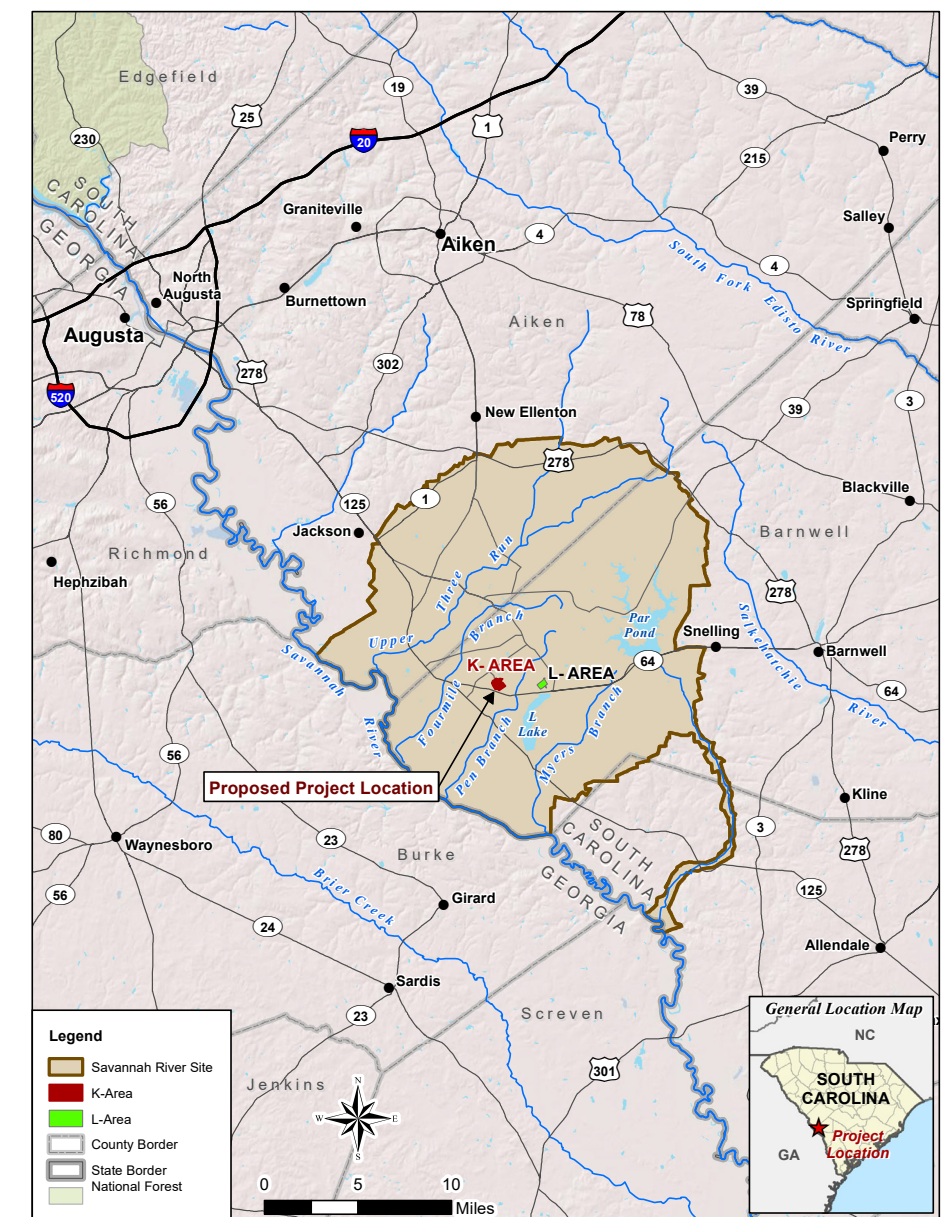 Edgefield
19
39
25
1
20
230
Perry
215
SOUTH
CAROLINA
GEORGIA
Graniteville
Salley
Aiken
4
South Fork Edisto River
4
North
Augusta
Burnettown
Springfield
Augusta
Aiken
78
278
302
520
3
39
New Ellenton
278
Blackville
56
125
1
Jackson
Barnwell
Richmond
Hephzibah
278
Upper Three Run
Par
Pond
Salkehatchie River
Snelling
Fourmile Branch
Savannah River
Barnwell
64
K- AREA
L- AREA
64
L
Lake
Pen Branch
Myers Branch
56
Proposed Project Location
Kline
3
80
Waynesboro
23
SOUTH
CAROLINA
GEORGIA
278
Burke
Brier Creek
56
Girard
125
24
Allendale
Sardis
23
Screven
301
Jenkins
Legend
Savannah River Site
K-Area
L-Area
County Border
State Border
National Forest
N
W
E
S
0
5
10
Miles
General Location Map
NC
SOUTH
CAROLINA
Project
Location
GA